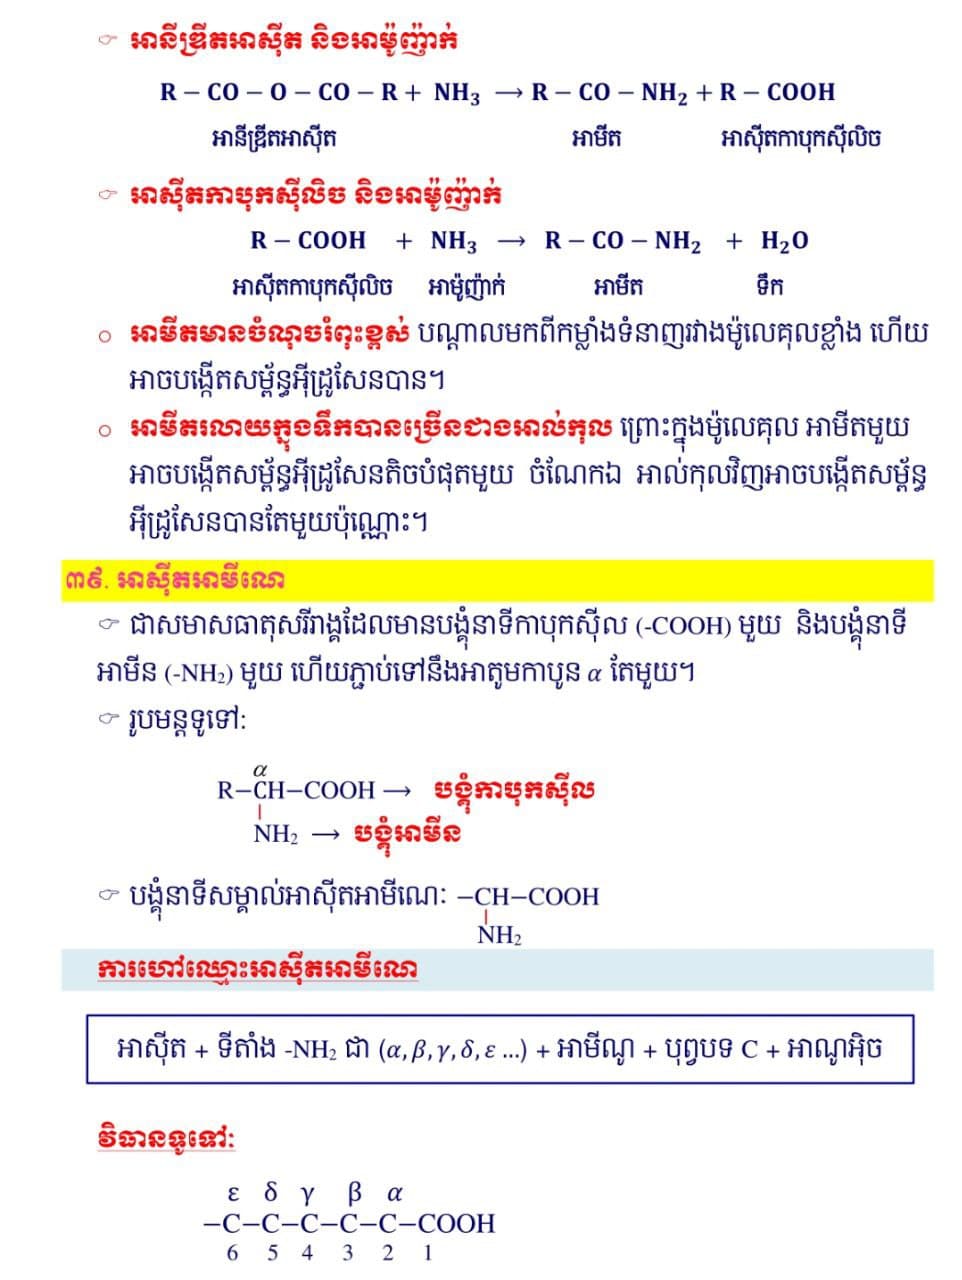 ☞ អានីឌ្រីតអាស៊ីត និងអាម៉ូញ៉ាក់
R − CO − O − CO − R + NH₃ ⟶ R − CO − NH₂ + R − COOH
អានីឌ្រីតអាស៊ីត អាមីត អាស៊ីតកាបុកស៊ីលិច
☞ អាស៊ីតកាបុកស៊ីលិច និងអាម៉ូញ៉ាក់
R − COOH + NH₃ ⟶ R − CO − NH₂ + H₂O
អាស៊ីតកាបុកស៊ីលិច អាម៉ូញ៉ាក់ អាមីត ទឹក
o អាមីតមានចំណុចរំពុះខ្ពស់ បណ្តាលមកពីកម្លាំងទំនាញរវាងម៉ូលេគុលខ្លាំង ហើយ
អាចបង្កើតសម្ព័ន្ធអ៊ីដ្រូសែនបាន។
o អាមីតរលាយក្នុងទឹកបានច្រើនជាងអាល់កុល ព្រោះក្នុងម៉ូលេគុល អាមីតមួយ
អាចបង្កើតសម្ព័ន្ធអ៊ីដ្រូសែនតិចបំផុតមួយ ចំណែកឯ អាល់កុលវិញអាចបង្កើតសម្ព័ន្ធ
អ៊ីដ្រូសែនបានតែមួយប៉ុណ្ណោះ។
៣៩. អាស៊ីតអាមីណេ
☞ ជាសមាសធាតុសរីរាង្គដែលមានបង្គុំនាទីកាបុកស៊ីល (-COOH) មួយ និងបង្គុំនាទី
អាមីន (-NH₂) មួយ ហើយភ្ជាប់ទៅនឹងអាតូមកាបូន α តែមួយ។
☞ រូបមន្តទូទៅ:
α
R−CH−COOH ⟶ បង្គុំកាបុកស៊ីល
NH₂ ⟶ បង្គុំអាមីន
☞ បង្គុំនាទីសម្គាល់អាស៊ីតអាមីណេ: −CH−COOH
NH₂
ការហៅឈ្មោះអាស៊ីតអាមីណេ
អាស៊ីត + ទីតាំង -NH₂ ជា (α, β, γ, δ, ε ...) + អាមីណូ + បុព្វបទ C + អាណូអ៊ិច
វិធានទូទៅ:
ε δ γ β α
−C−C−C−C−C−COOH
6 5 4 3 2 1